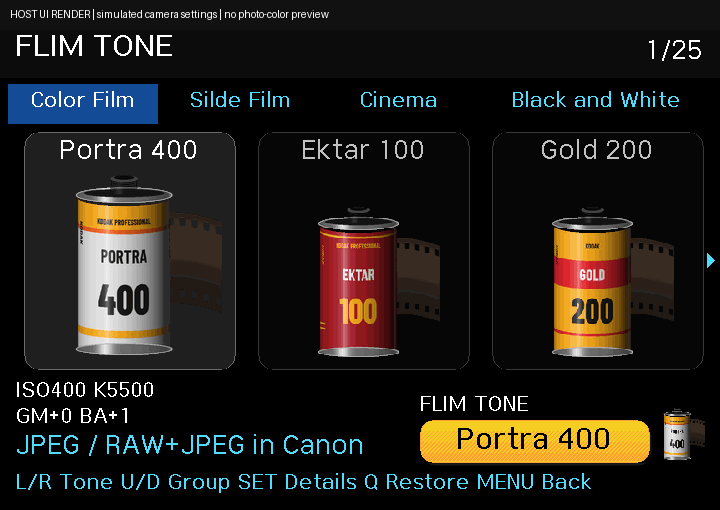 HOST UI RENDER | simulated camera settings | no photo-color preview
FLIM TONE
1/25
Color Film
Silde Film
Cinema
Black and White
Portra 400
Ektar 100
Gold 200
KODAK PROFESSIONAL
KODAK
PORTRA
400
KODAK PROFESSIONAL
EKTAR
100
KODAK
GOLD
200
ISO400 K5500
GM+0 BA+1
JPEG / RAW+JPEG in Canon
FLIM TONE
Portra 400
400
L/R Tone U/D Group SET Details Q Restore MENU Back